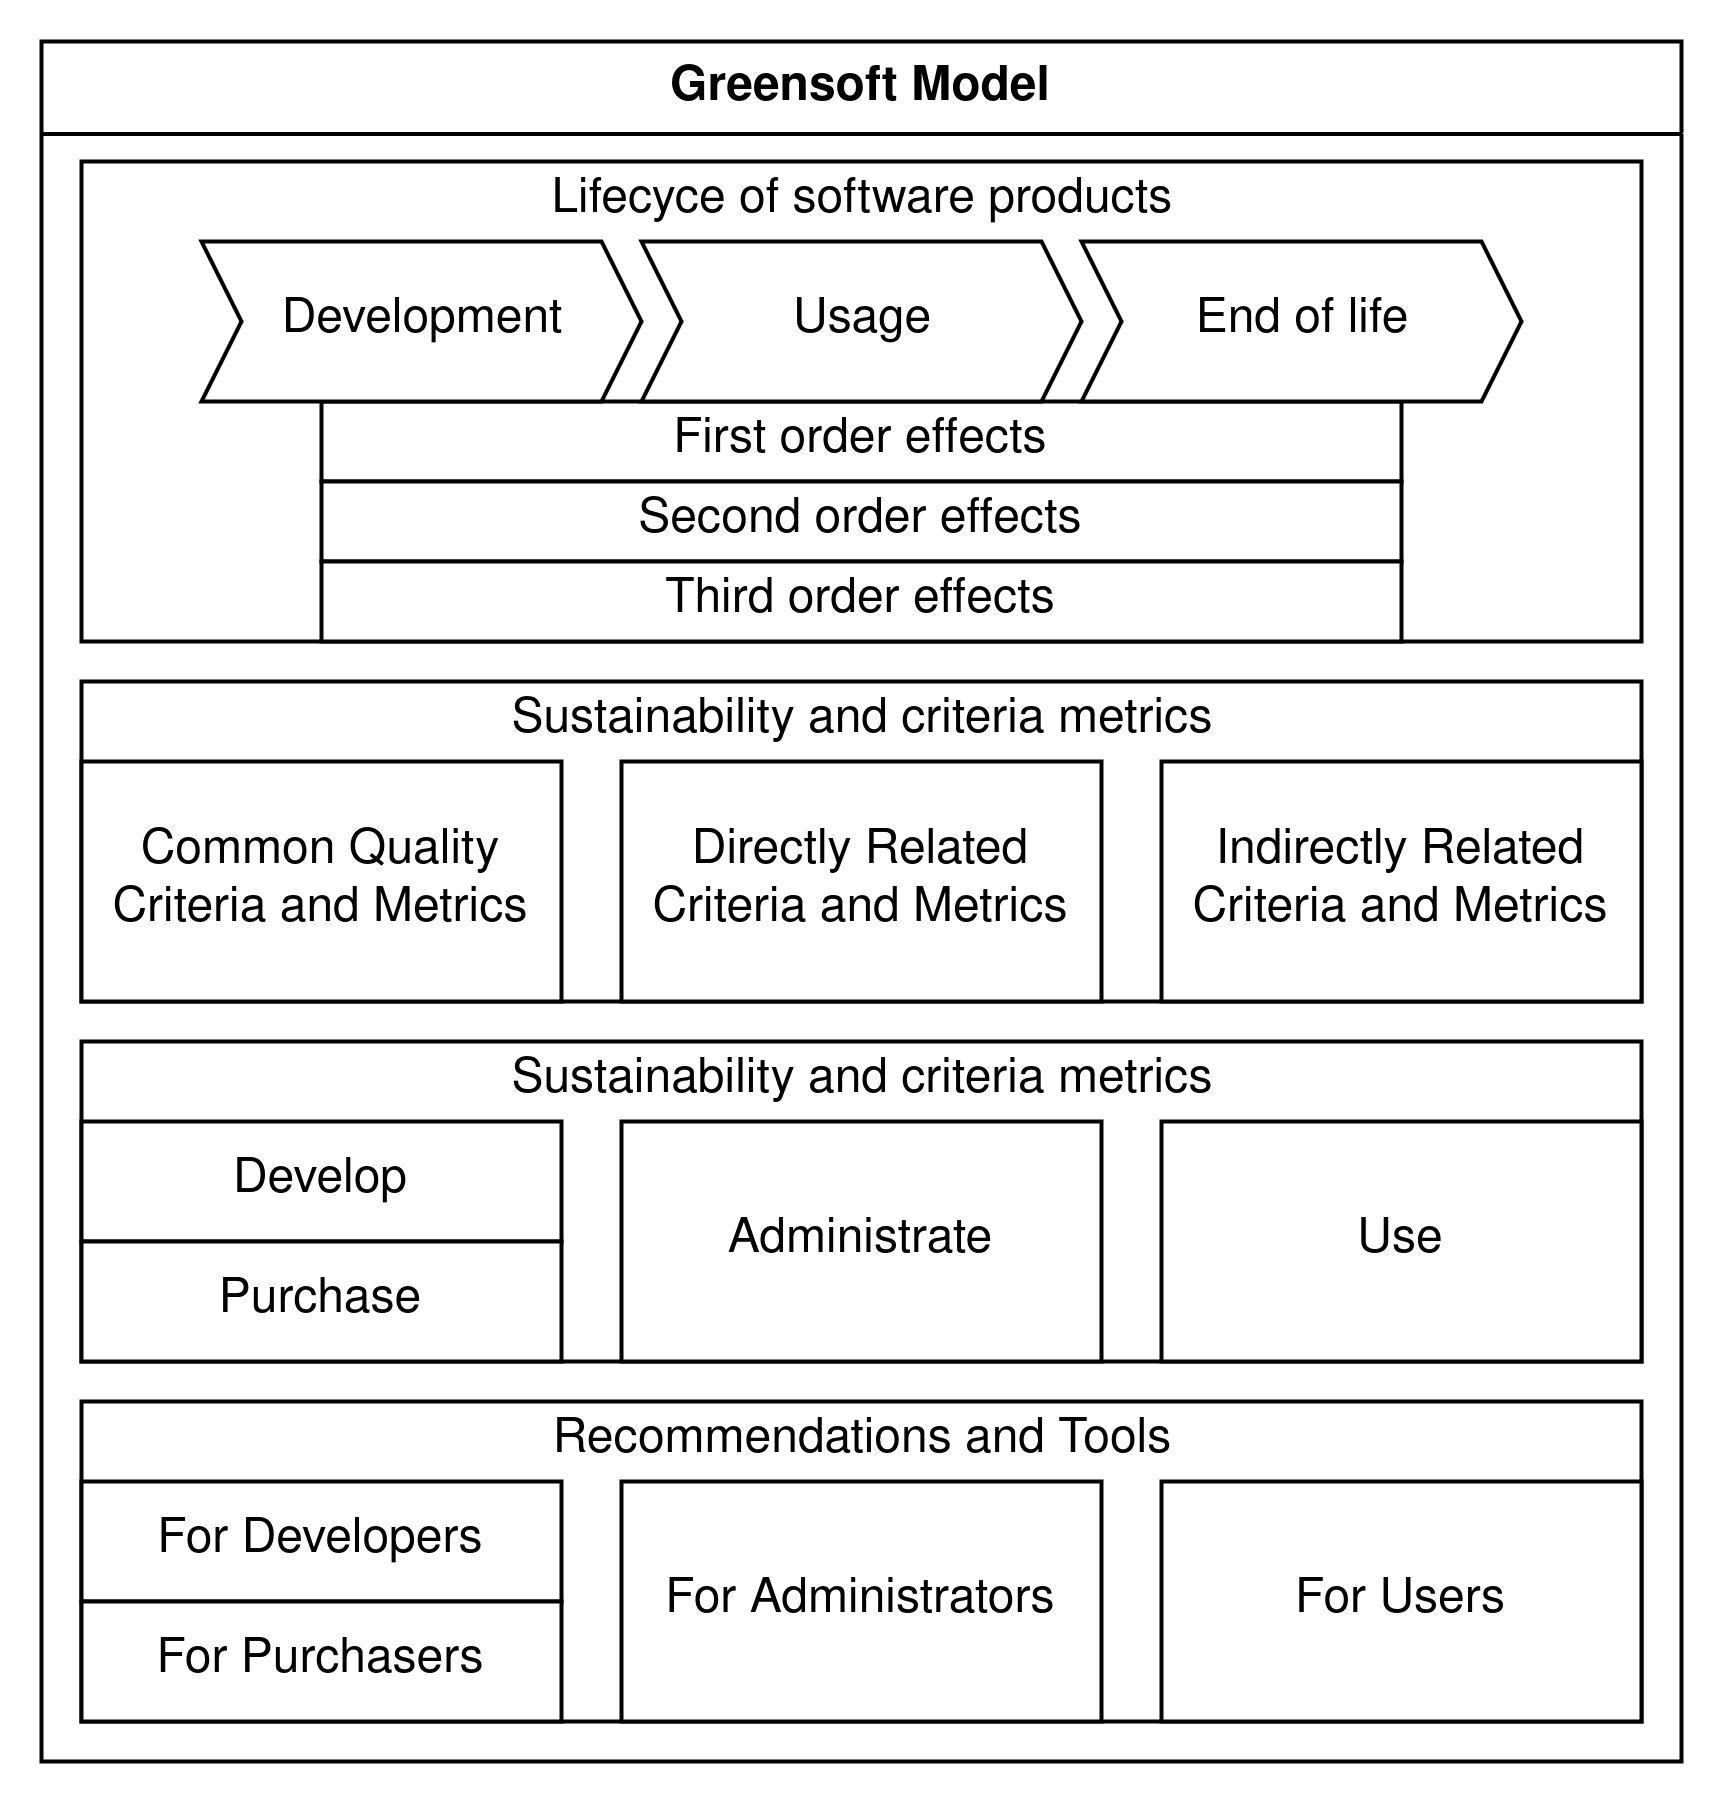 Greensoft Model
Lifecyce of software products
Development
Usage
End of life
First order effects
Second order effects
Third order effects
Sustainability and criteria metrics
Common Quality
Criteria and Metrics
Directly Related
Criteria and Metrics
Indirectly Related
Criteria and Metrics
Sustainability and criteria metrics
Develop
Purchase
Administrate
Use
Recommendations and Tools
For Developers
For Purchasers
For Administrators
For Users